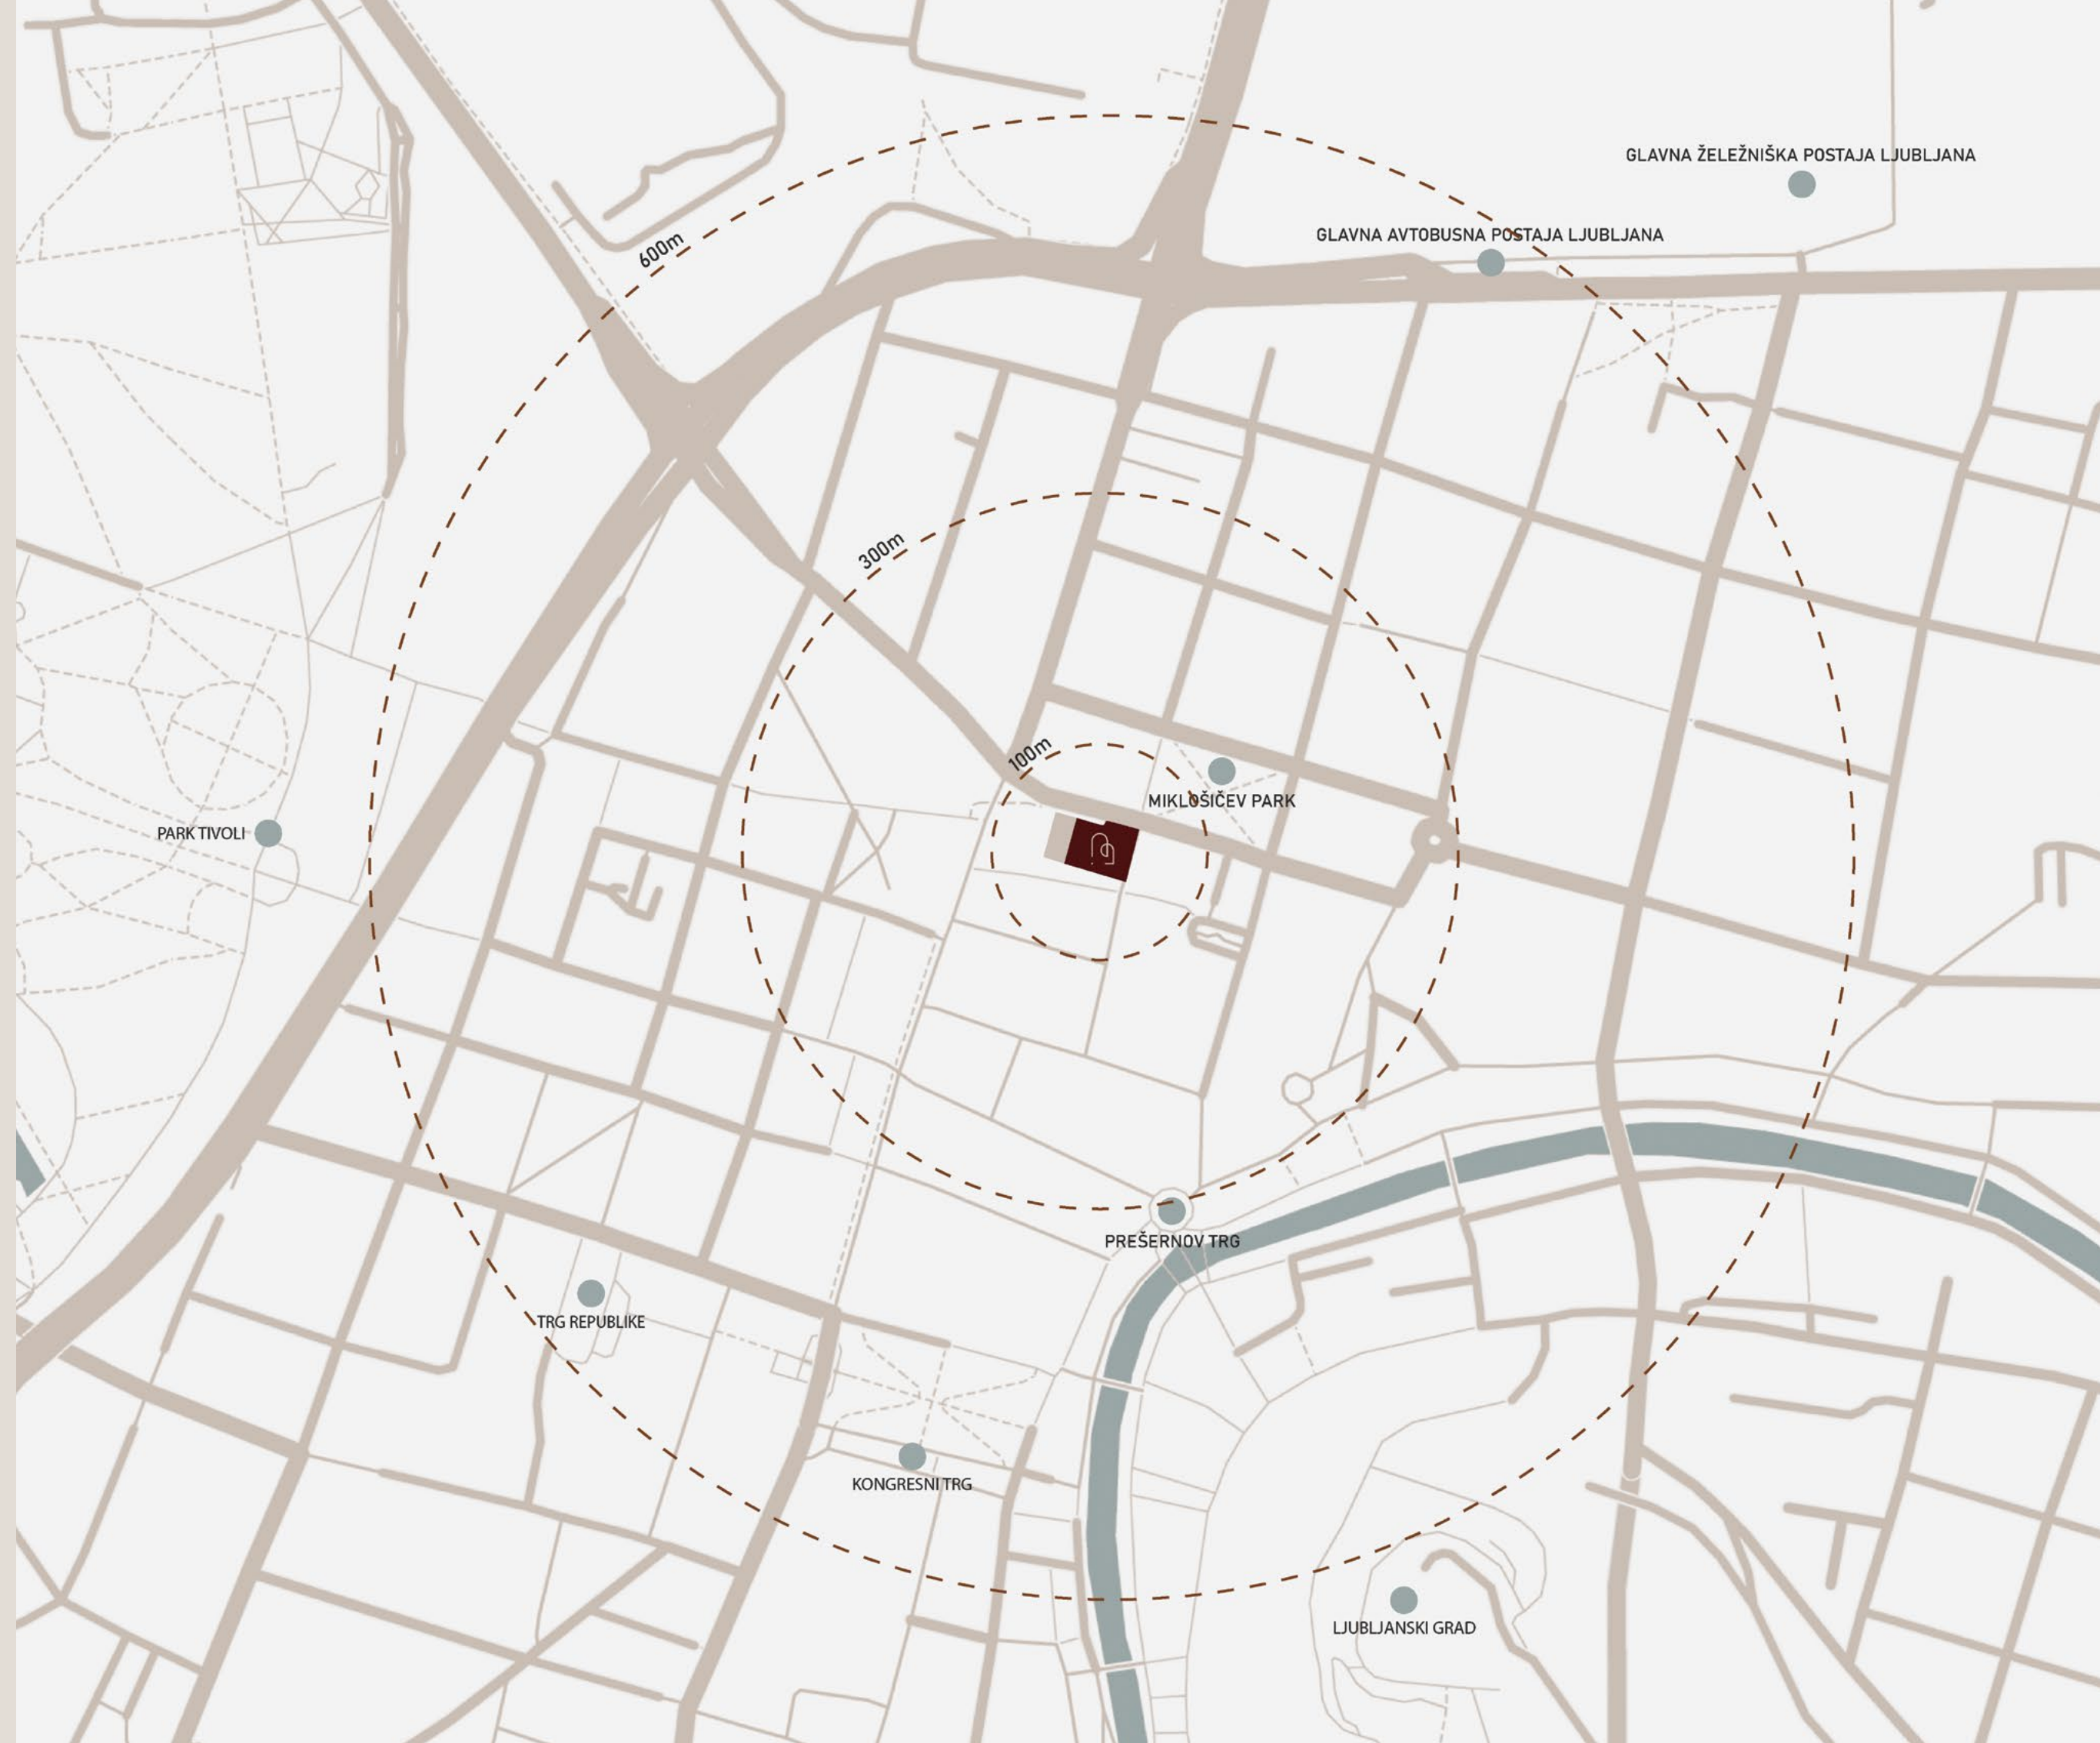 GLAVNA ŽELEŽNIŠKA POSTAJA LJUBLJANA
GLAVNA AVTOBUSNA POSTAJA LJUBLJANA
600m
300m
100m
MIKLOŠIČEV PARK
PARK TIVOLI
PREŠERNOV TRG
TRG REPUBLIKE
KONGRESNI TRG
LJUBLJANSKI GRAD